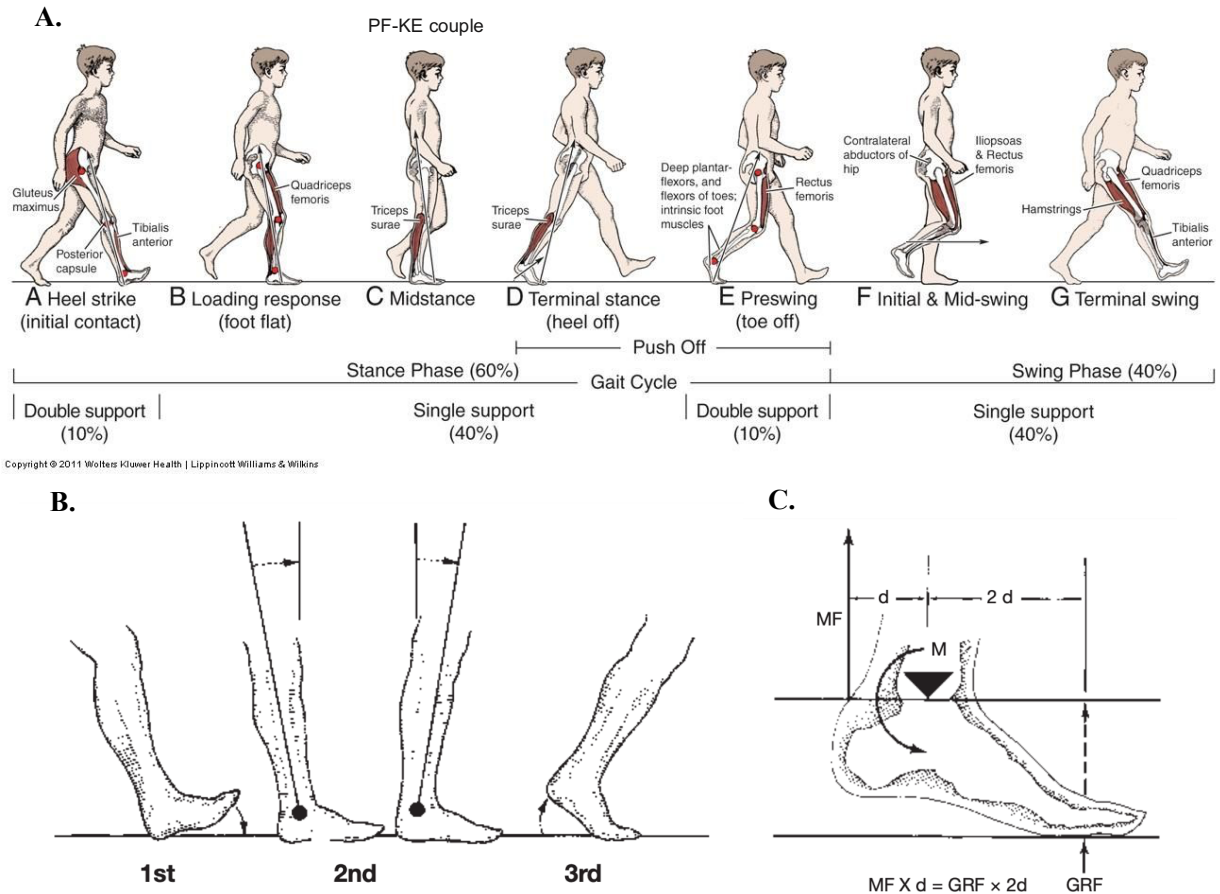 A.
PF-KE couple
Gluteus
maximus
Posterior
capsule
Tibialis
anterior
Quadriceps
femoris
Triceps
surae
Triceps
surae
Deep plantar-
flexors, and
flexors of toes;
intrinsic foot
muscles
Rectus
femoris
Contralateral
abductors of
hip
Iliopsoas
& Rectus
femoris
Hamstrings
Quadriceps
femoris
Tibialis
anterior
A Heel strike
(initial contact)
B Loading response
(foot flat)
C Midstance
D Terminal stance
(heel off)
E Preswing
(toe off)
F Initial & Mid-swing
G Terminal swing
Push Off
Stance Phase (60%)
Swing Phase (40%)
Gait Cycle
Double support
(10%)
Single support
(40%)
Double support
(10%)
Single support
(40%)
Copyright © 2011 Wolters Kluwer Health | Lippincott Williams & Wilkins
B.
1st
2nd
3rd
C.
d
2 d
MF
M
MF X d = GRF × 2d
GRF